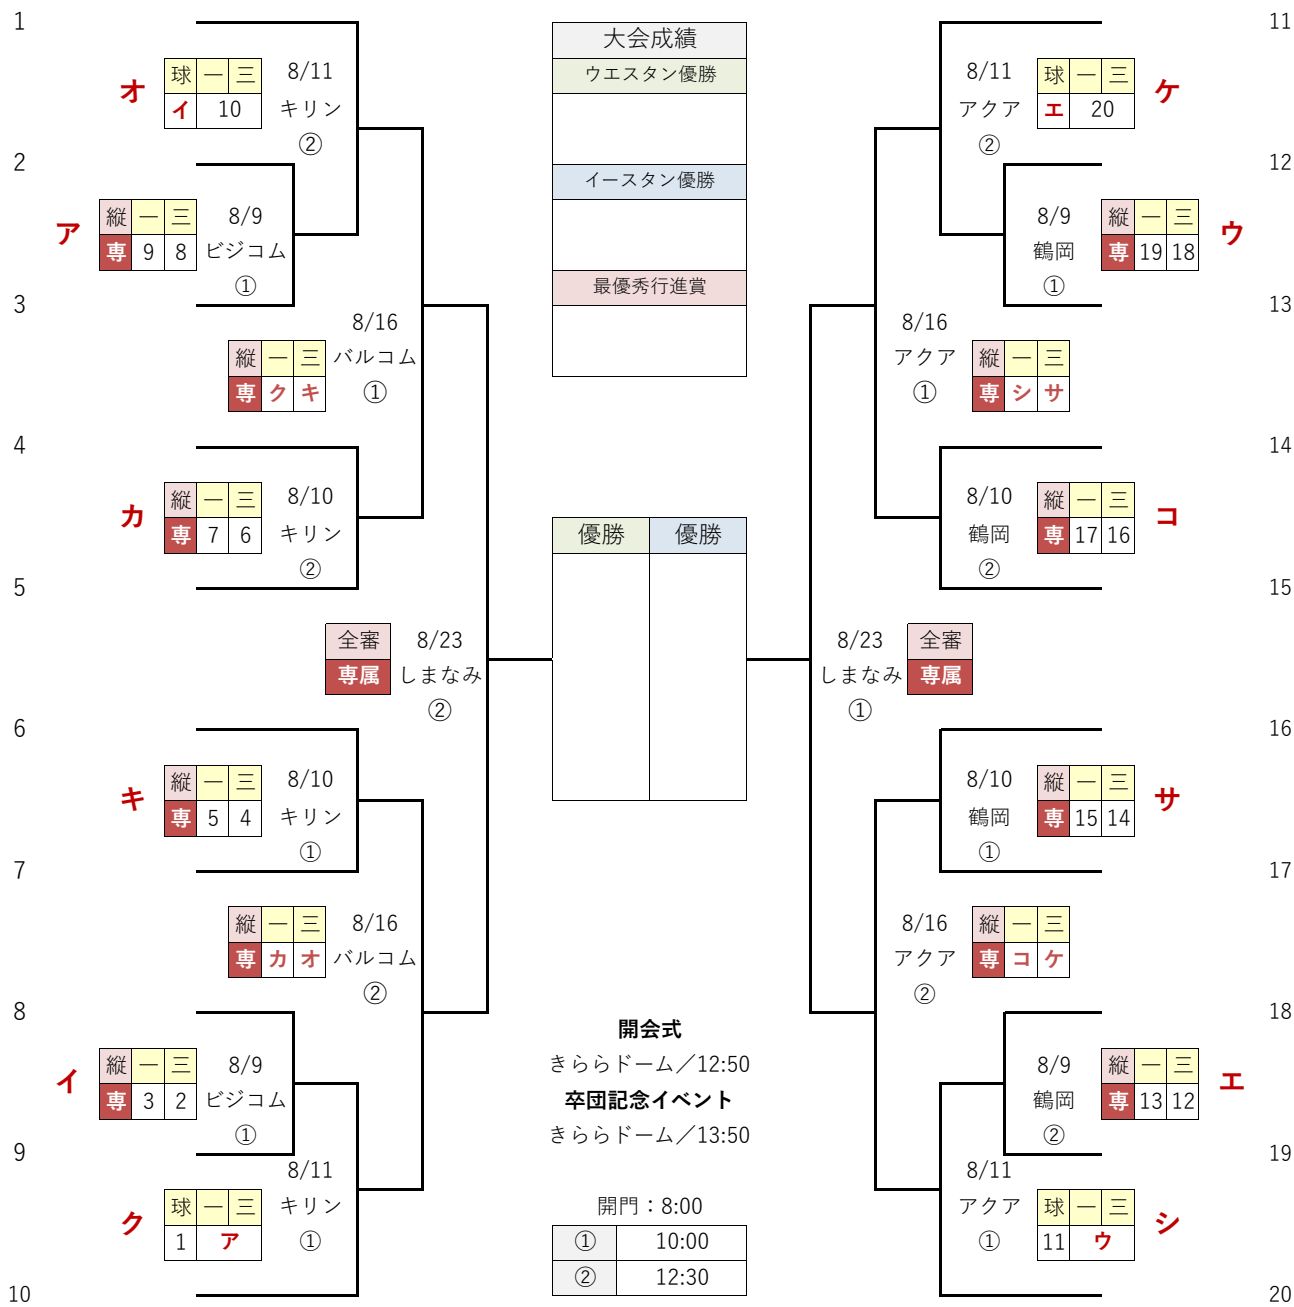 1
オ
球 一 三
イ 10
8/11
キリン
②
2
ア
縦 一 三
専 9 8
8/9
ビジコム
①
3
縦 一 三
専 ク キ
8/16
バルコム
①
4
カ
縦 一 三
専 7 6
8/10
キリン
②
5
全審
専属
8/23
しまなみ
②
6
キ
縦 一 三
専 5 4
8/10
キリン
①
7
縦 一 三
専 カ オ
8/16
バルコム
②
8
イ
縦 一 三
専 3 2
8/9
ビジコム
①
9
ク
球 一 三
1 ア
8/11
キリン
①
10
大会成績
ウエスタン優勝
イースタン優勝
最優秀行進賞
優勝 優勝
開会式
きららドーム／12:50
卒団記念イベント
きららドーム／13:50
開門：8:00
① 10:00
② 12:30
11
8/11
アクア
②
球 一 三
エ 20
ケ
12
8/9
鶴岡
①
縦 一 三
専 19 18
ウ
13
8/16
アクア
①
縦 一 三
専 シ サ
14
8/10
鶴岡
②
縦 一 三
専 17 16
コ
15
8/23
しまなみ
①
全審
専属
16
8/10
鶴岡
①
縦 一 三
専 15 14
サ
17
8/16
アクア
②
縦 一 三
専 コ ケ
18
8/9
鶴岡
②
縦 一 三
専 13 12
エ
19
8/11
アクア
①
球 一 三
11 ウ
シ
20